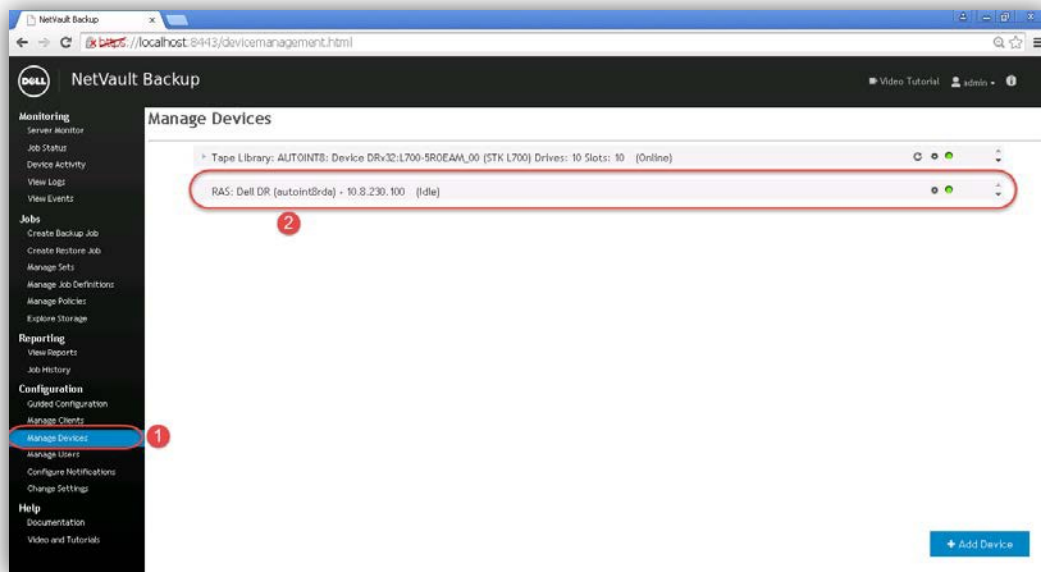 NetVault Backup
https://localhost:8443/devicemanagement.html
DELL NetVault Backup
Video Tutorial admin
Monitoring
Server Monitor
Job Status
Device Activity
View Logs
View Events
Jobs
Create Backup Job
Create Restore Job
Manage Sets
Manage Job Definitions
Manage Policies
Explore Storage
Reporting
View Reports
Job History
Configuration
Guided Configuration
Manage Clients
Manage Devices
1
Manage Users
Configure Notifications
Change Settings
Help
Documentation
Video and Tutorials
Manage Devices
Tape Library: AUTOINT8: Device DRv32:L700-5R0EAM_00 (STK L700) Drives: 10 Slots: 10 (Online)
RAS: Dell DR (autoint8rda) - 10.8.230.100 (Idle)
2
+ Add Device